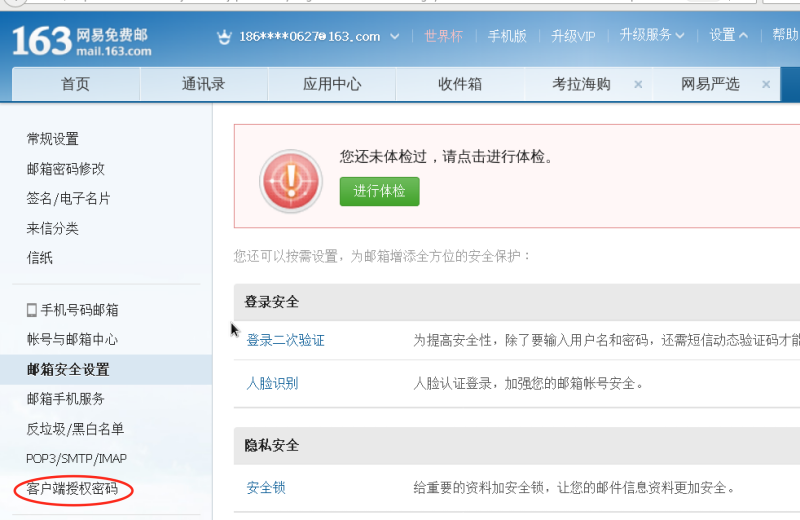 163 网易免费邮
mail.163.com
186****0627@163.com 世界杯 手机版 升级VIP 升级服务 设置 帮助
首页 通讯录 应用中心 收件箱 考拉海购 × 网易严选 ×
常规设置
邮箱密码修改
签名/电子名片
来信分类
信纸
手机号码邮箱
帐号与邮箱中心
邮箱安全设置
邮箱手机服务
反垃圾/黑白名单
POP3/SMTP/IMAP
客户端授权密码
您还未体检过，请点击进行体检。
进行体检
您还可以按需设置，为邮箱增添全方位的安全保护：
登录安全
登录二次验证 为提高安全性，除了要输入用户名和密码，还需短信动态验证码才能
人脸识别 人脸认证登录，加强您的邮箱帐号安全。
隐私安全
安全锁 给重要的资料加安全锁，让您的邮件信息资料更加安全。